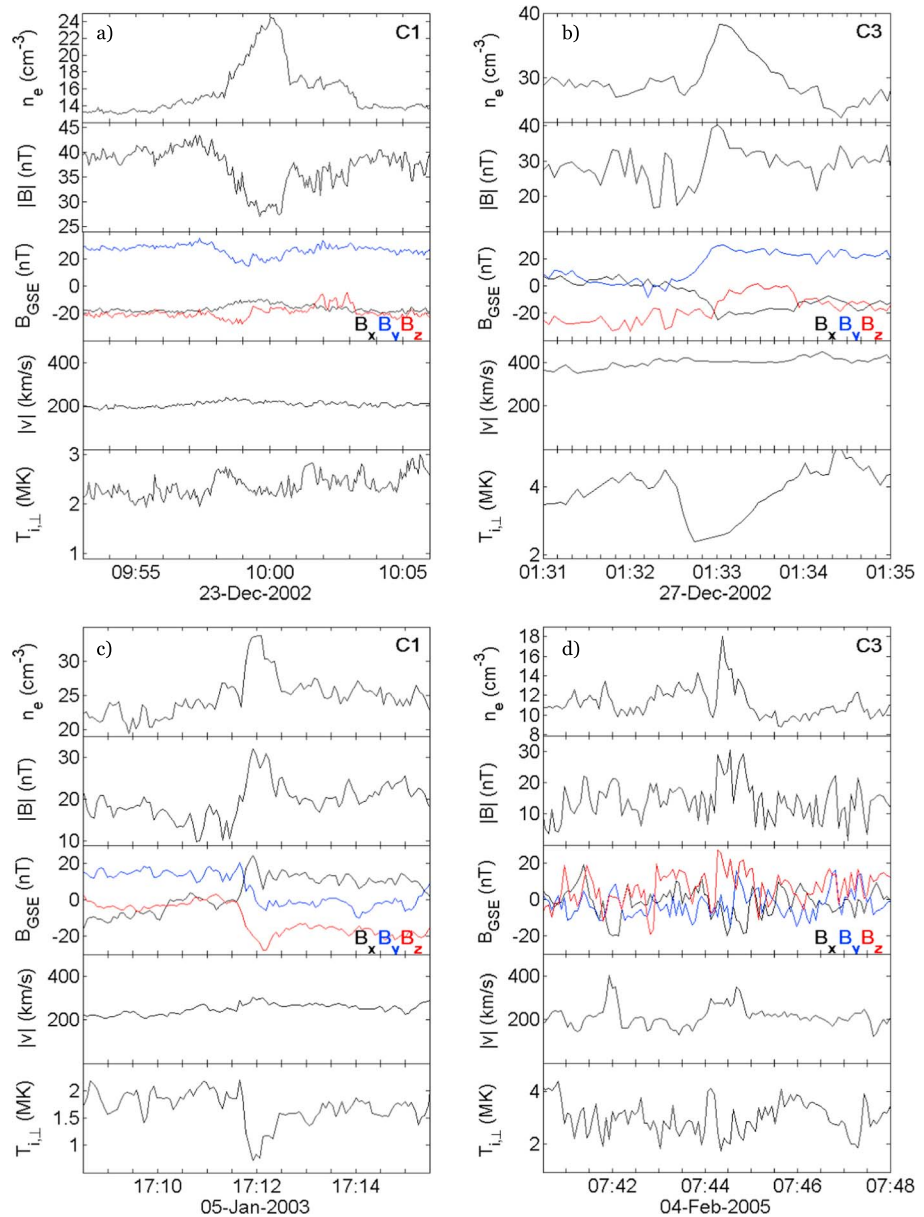 a)
C1
n_e (cm^-3)
24
22
20
18
16
14
|B| (nT)
45
40
35
30
25
B_GSE (nT)
20
0
-20
B_x B_y B_z
|v| (km/s)
400
200
T_i,⊥ (MK)
3
2
1
09:55 10:00 10:05
23-Dec-2002
b)
C3
n_e (cm^-3)
40
30
|B| (nT)
40
30
20
B_GSE (nT)
20
0
-20
B_x B_y B_z
|v| (km/s)
400
200
T_i,⊥ (MK)
4
2
01:31 01:32 01:33 01:34 01:35
27-Dec-2002
c)
C1
n_e (cm^-3)
30
25
20
|B| (nT)
30
20
10
B_GSE (nT)
20
0
-20
B_x B_y B_z
|v| (km/s)
400
200
T_i,⊥ (MK)
2
1.5
1
17:10 17:12 17:14
05-Jan-2003
d)
C3
n_e (cm^-3)
18
16
14
12
10
8
|B| (nT)
30
20
10
B_GSE (nT)
20
0
-20
B_x B_y B_z
|v| (km/s)
400
200
T_i,⊥ (MK)
4
2
07:42 07:44 07:46 07:48
04-Feb-2005